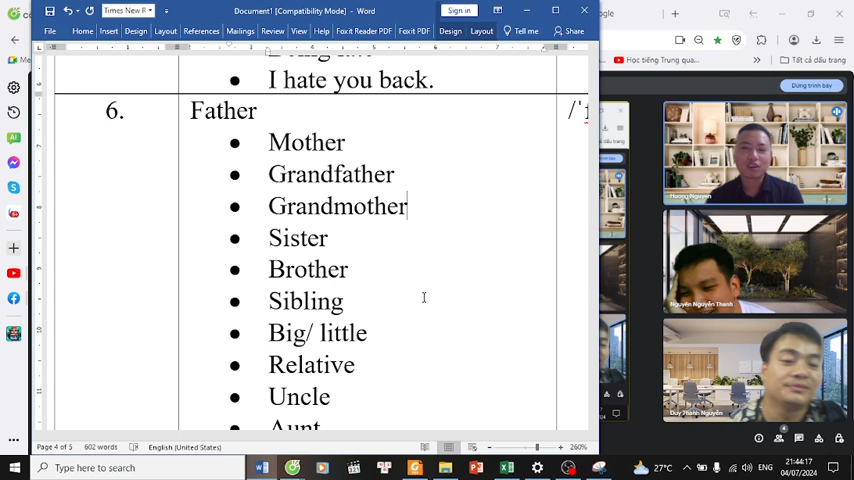 Times New R
Document1 [Compatibility Mode] - Word
Sign in
File
Home
Insert
Design
Layout
References
Mailings
Review
View
Help
Foxit Reader PDF
Foxit PDF
Design
Layout
Tell me
Share
Học tiếng Trung qua...
Tất cả dấu trang
Dừng trình bày
I hate you back.
6.
Father
Mother
Grandfather
Grandmother
Sister
Brother
Sibling
Big/ little
Relative
Uncle
Aunt
Huong Nguyen
Nguyên Nguyễn Thanh
Duy Thanh Nguyễn
4
Page 4 of 5
602 words
English (United States)
260%
Type here to search
27°C
ENG
21:44:17
04/07/2024